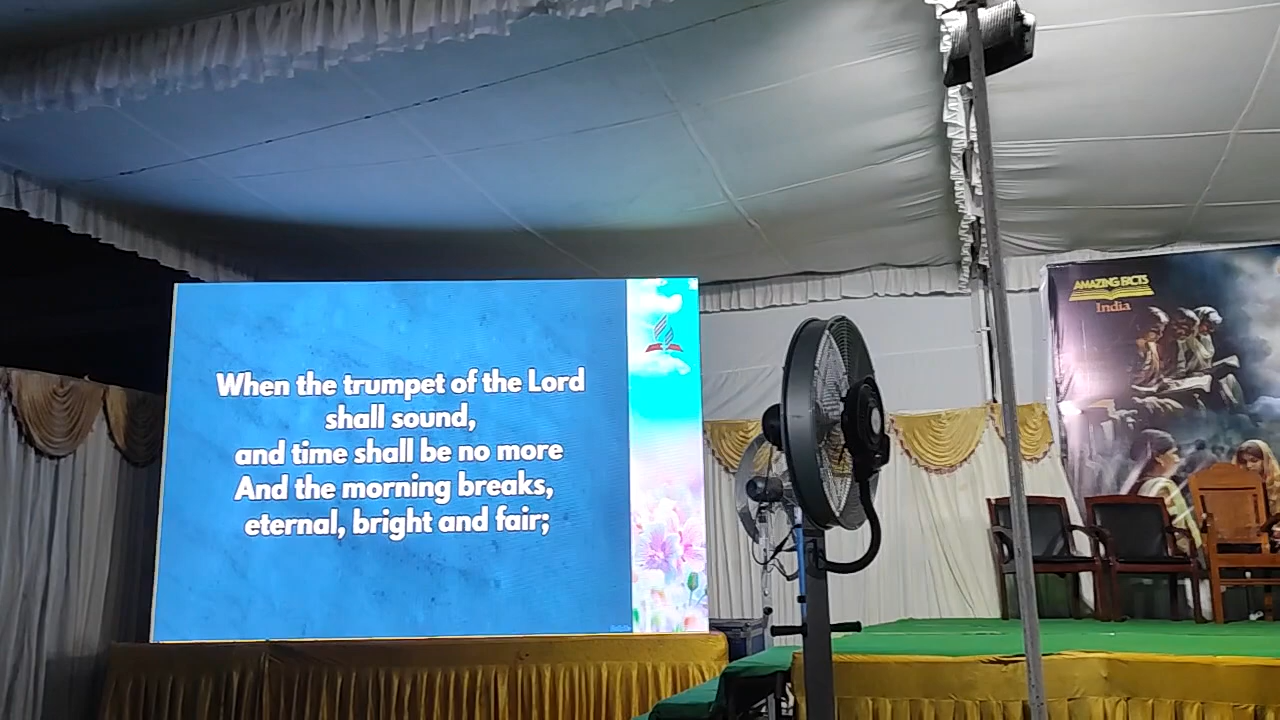 When the trumpet of the Lord
shall sound,
and time shall be no more
And the morning breaks,
eternal, bright and fair;
AMAZING FACTS
India